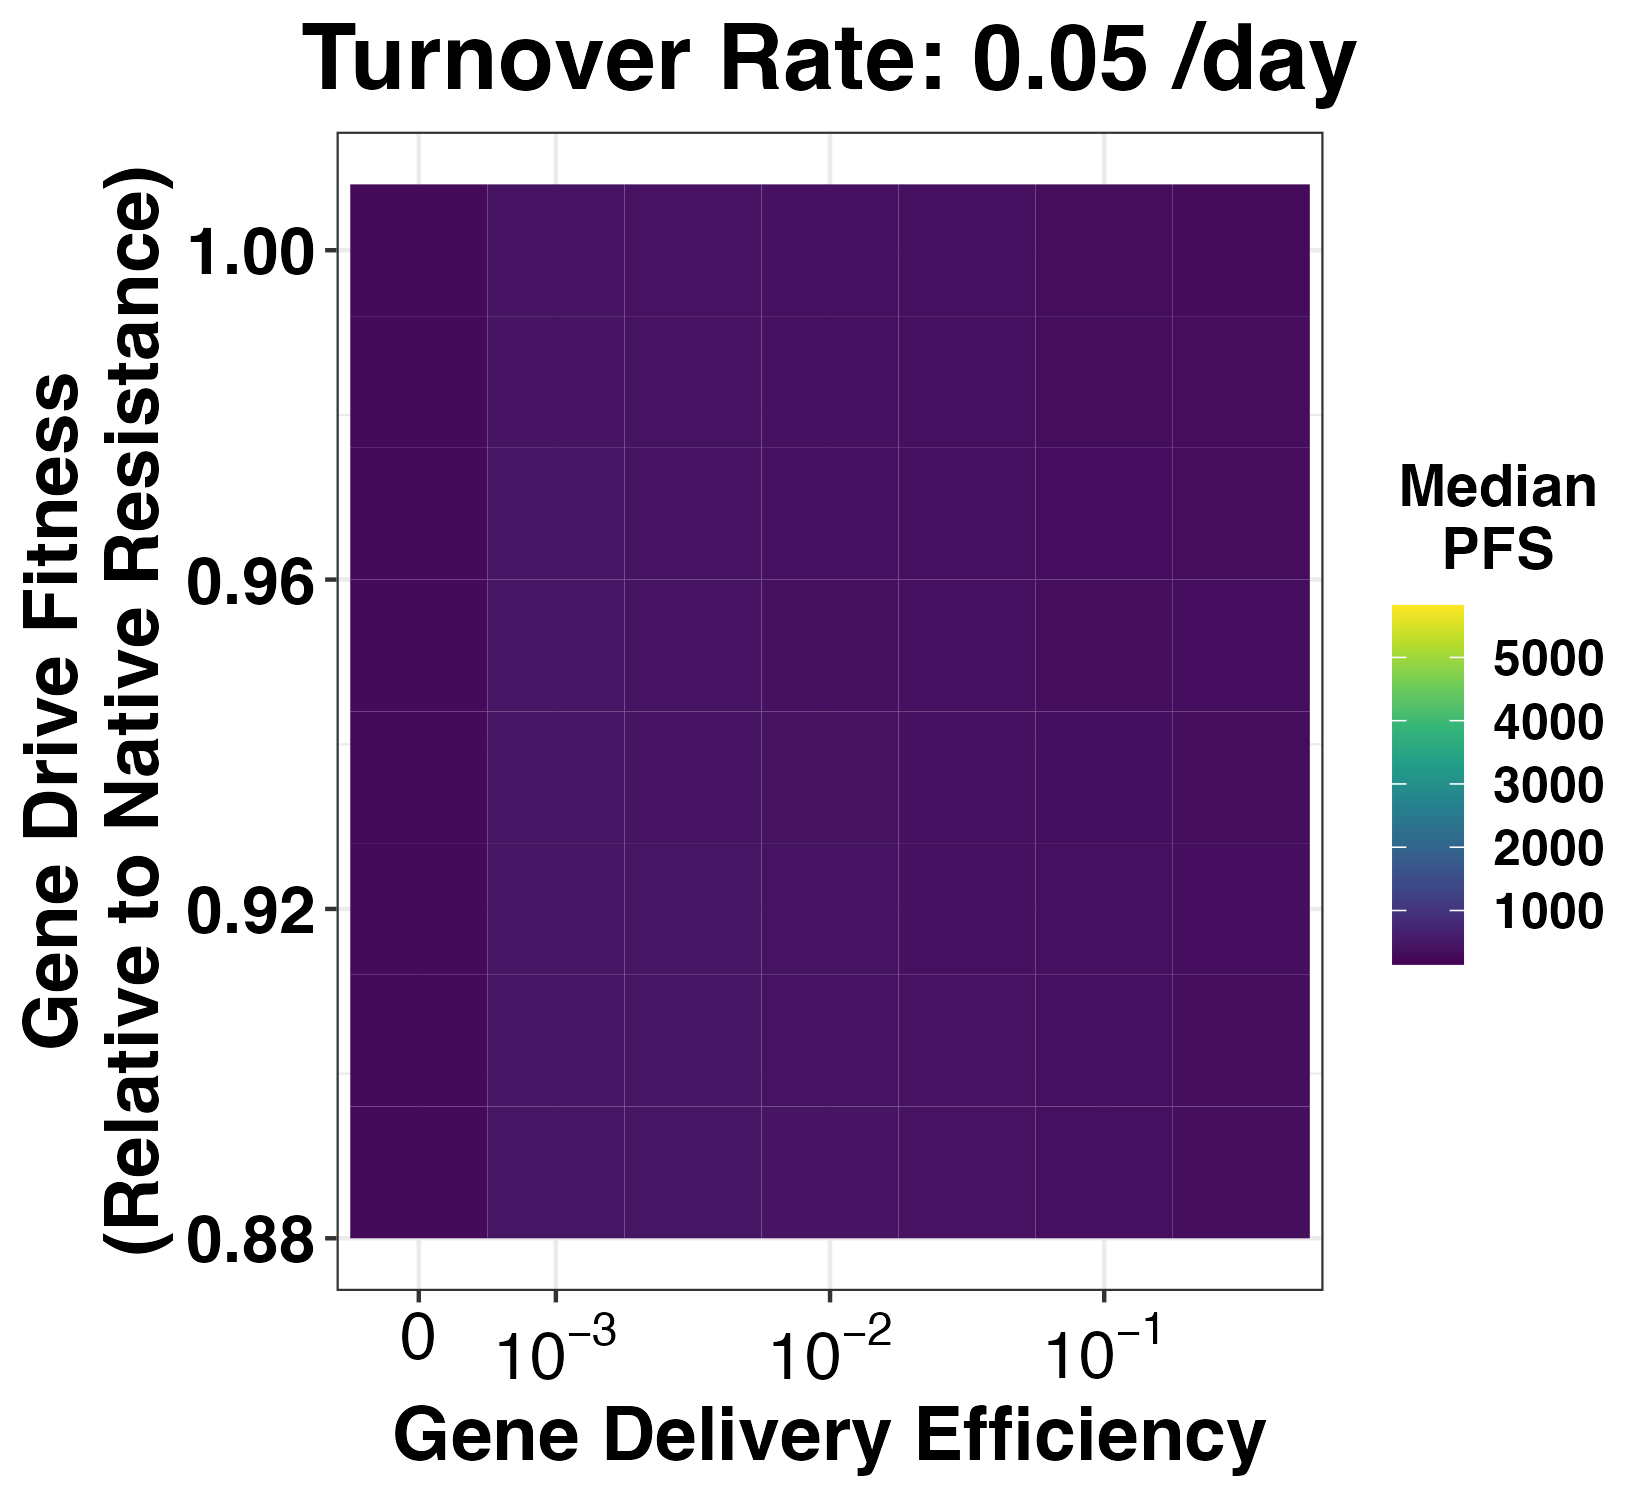 Turnover Rate: 0.05 /day
Gene Drive Fitness
(Relative to Native Resistance)
1.00
0.96
0.92
0.88
0
10⁻³
10⁻²
10⁻¹
Gene Delivery Efficiency
Median
PFS
5000
4000
3000
2000
1000